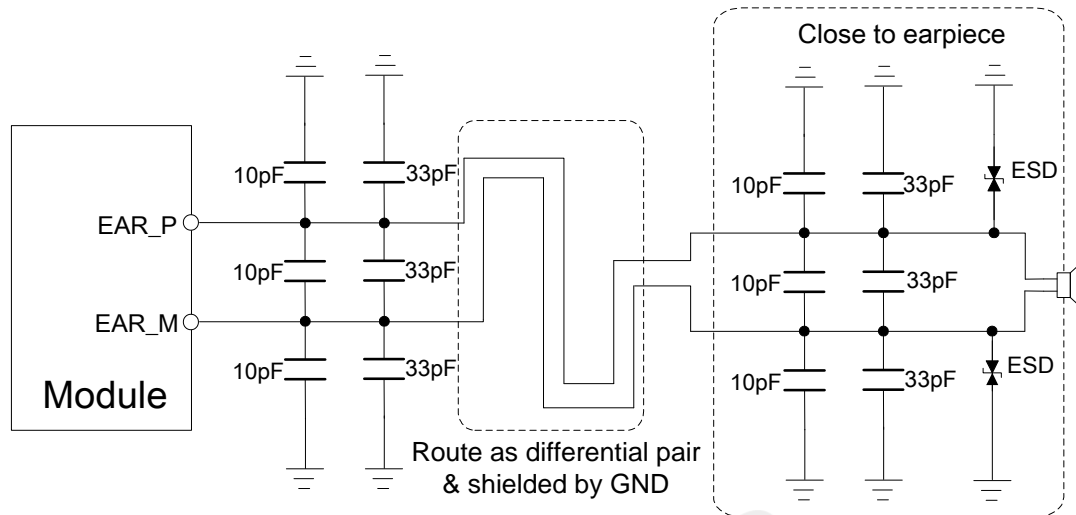 Close to earpiece
10pF
33pF
10pF
33pF
ESD
EAR_P
10pF
33pF
10pF
33pF
EAR_M
10pF
33pF
10pF
33pF
ESD
Module
Route as differential pair
& shielded by GND